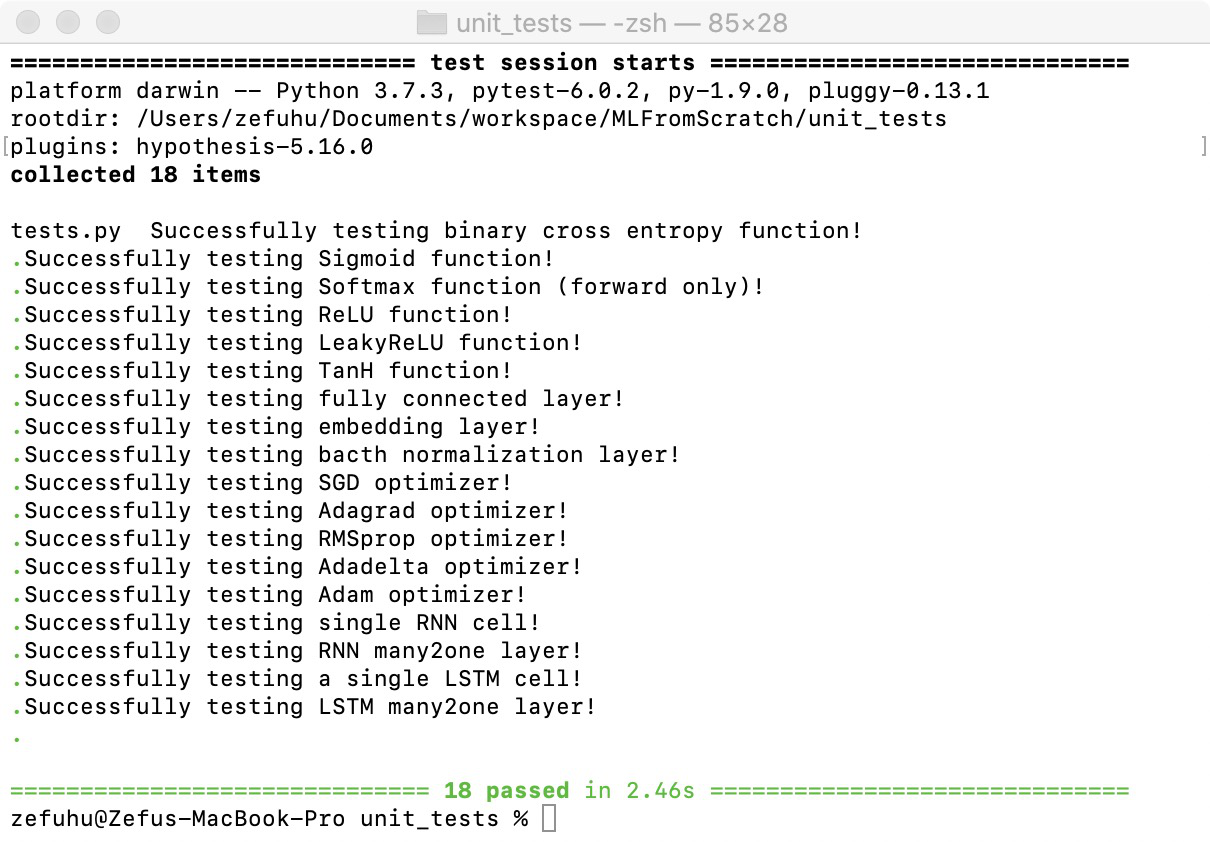 unit_tests — -zsh — 85×28
============================= test session starts ==============================
platform darwin -- Python 3.7.3, pytest-6.0.2, py-1.9.0, pluggy-0.13.1
rootdir: /Users/zefuhu/Documents/workspace/MLFromScratch/unit_tests
[plugins: hypothesis-5.16.0 ]
collected 18 items
tests.py  Successfully testing binary cross entropy function!
.Successfully testing Sigmoid function!
.Successfully testing Softmax function (forward only)!
.Successfully testing ReLU function!
.Successfully testing LeakyReLU function!
.Successfully testing TanH function!
.Successfully testing fully connected layer!
.Successfully testing embedding layer!
.Successfully testing bacth normalization layer!
.Successfully testing SGD optimizer!
.Successfully testing Adagrad optimizer!
.Successfully testing RMSprop optimizer!
.Successfully testing Adadelta optimizer!
.Successfully testing Adam optimizer!
.Successfully testing single RNN cell!
.Successfully testing RNN many2one layer!
.Successfully testing a single LSTM cell!
.Successfully testing LSTM many2one layer!
.
============================== 18 passed in 2.46s ==============================
zefuhu@Zefus-MacBook-Pro unit_tests %